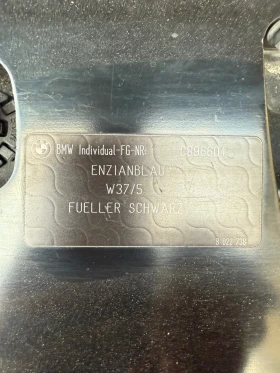 BMW Individual-FG-NR:
ENZIANBLAU
W37/5
FUELLER SCHWARZ